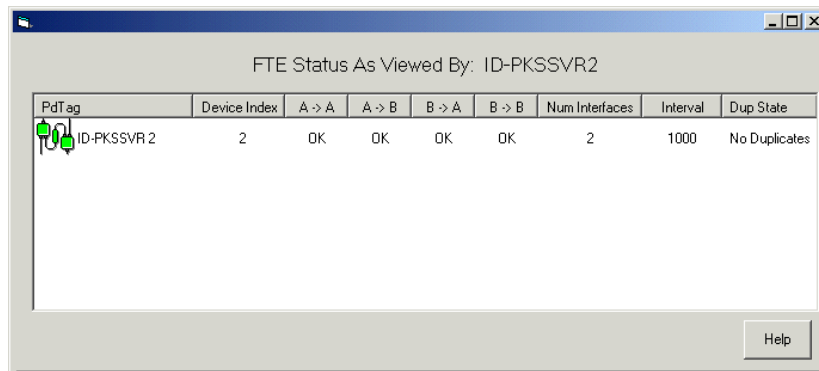 FTE Status As Viewed By: ID-PKSSVR2
PdTag Device Index A -> A A -> B B -> A B -> B Num Interfaces Interval Dup State
ID-PKSSVR 2 2 OK OK OK OK 2 1000 No Duplicates
Help